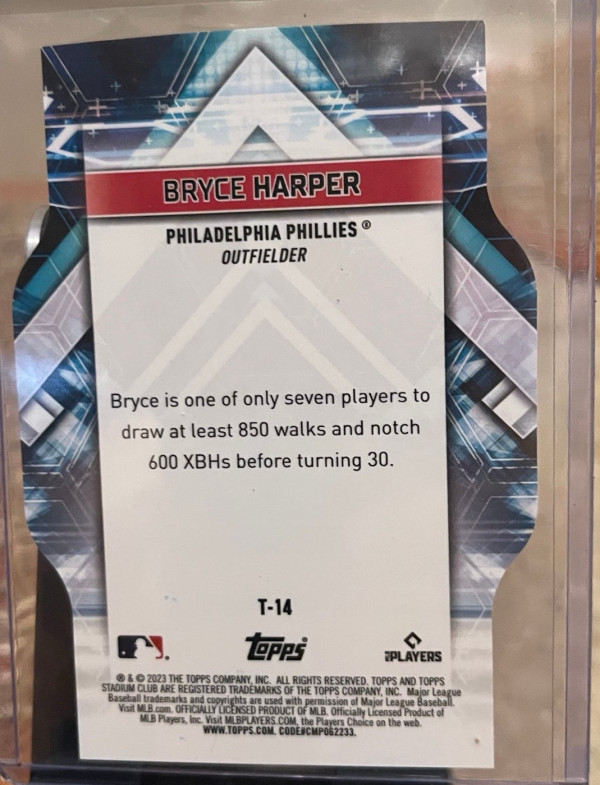 BRYCE HARPER
PHILADELPHIA PHILLIES ®
OUTFIELDER
Bryce is one of only seven players to
draw at least 850 walks and notch
600 XBHs before turning 30.
T-14
Topps®
MLB PLAYERS
® & © 2023 THE TOPPS COMPANY, INC. ALL RIGHTS RESERVED. TOPPS AND TOPPS
STADIUM CLUB ARE REGISTERED TRADEMARKS OF THE TOPPS COMPANY, INC. Major League
Baseball trademarks and copyrights are used with permission of Major League Baseball.
Visit MLB.com. OFFICIALLY LICENSED PRODUCT OF MLB. Officially Licensed Product of
MLB Players, Inc. Visit MLBPLAYERS.COM, the Players Choice on the web.
WWW.TOPPS.COM. CODE#CMP062233.